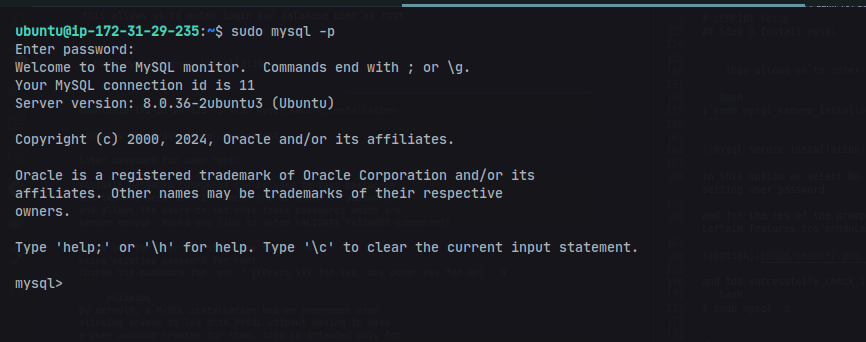 ubuntu@ip-172-31-29-235:~$ sudo mysql -p
Enter password:
Welcome to the MySQL monitor.  Commands end with ; or \g.
Your MySQL connection id is 11
Server version: 8.0.36-2ubuntu3 (Ubuntu)

Copyright (c) 2000, 2024, Oracle and/or its affiliates.

Oracle is a registered trademark of Oracle Corporation and/or its
affiliates. Other names may be trademarks of their respective
owners.

Type 'help;' or '\h' for help. Type '\c' to clear the current input statement.

mysql>